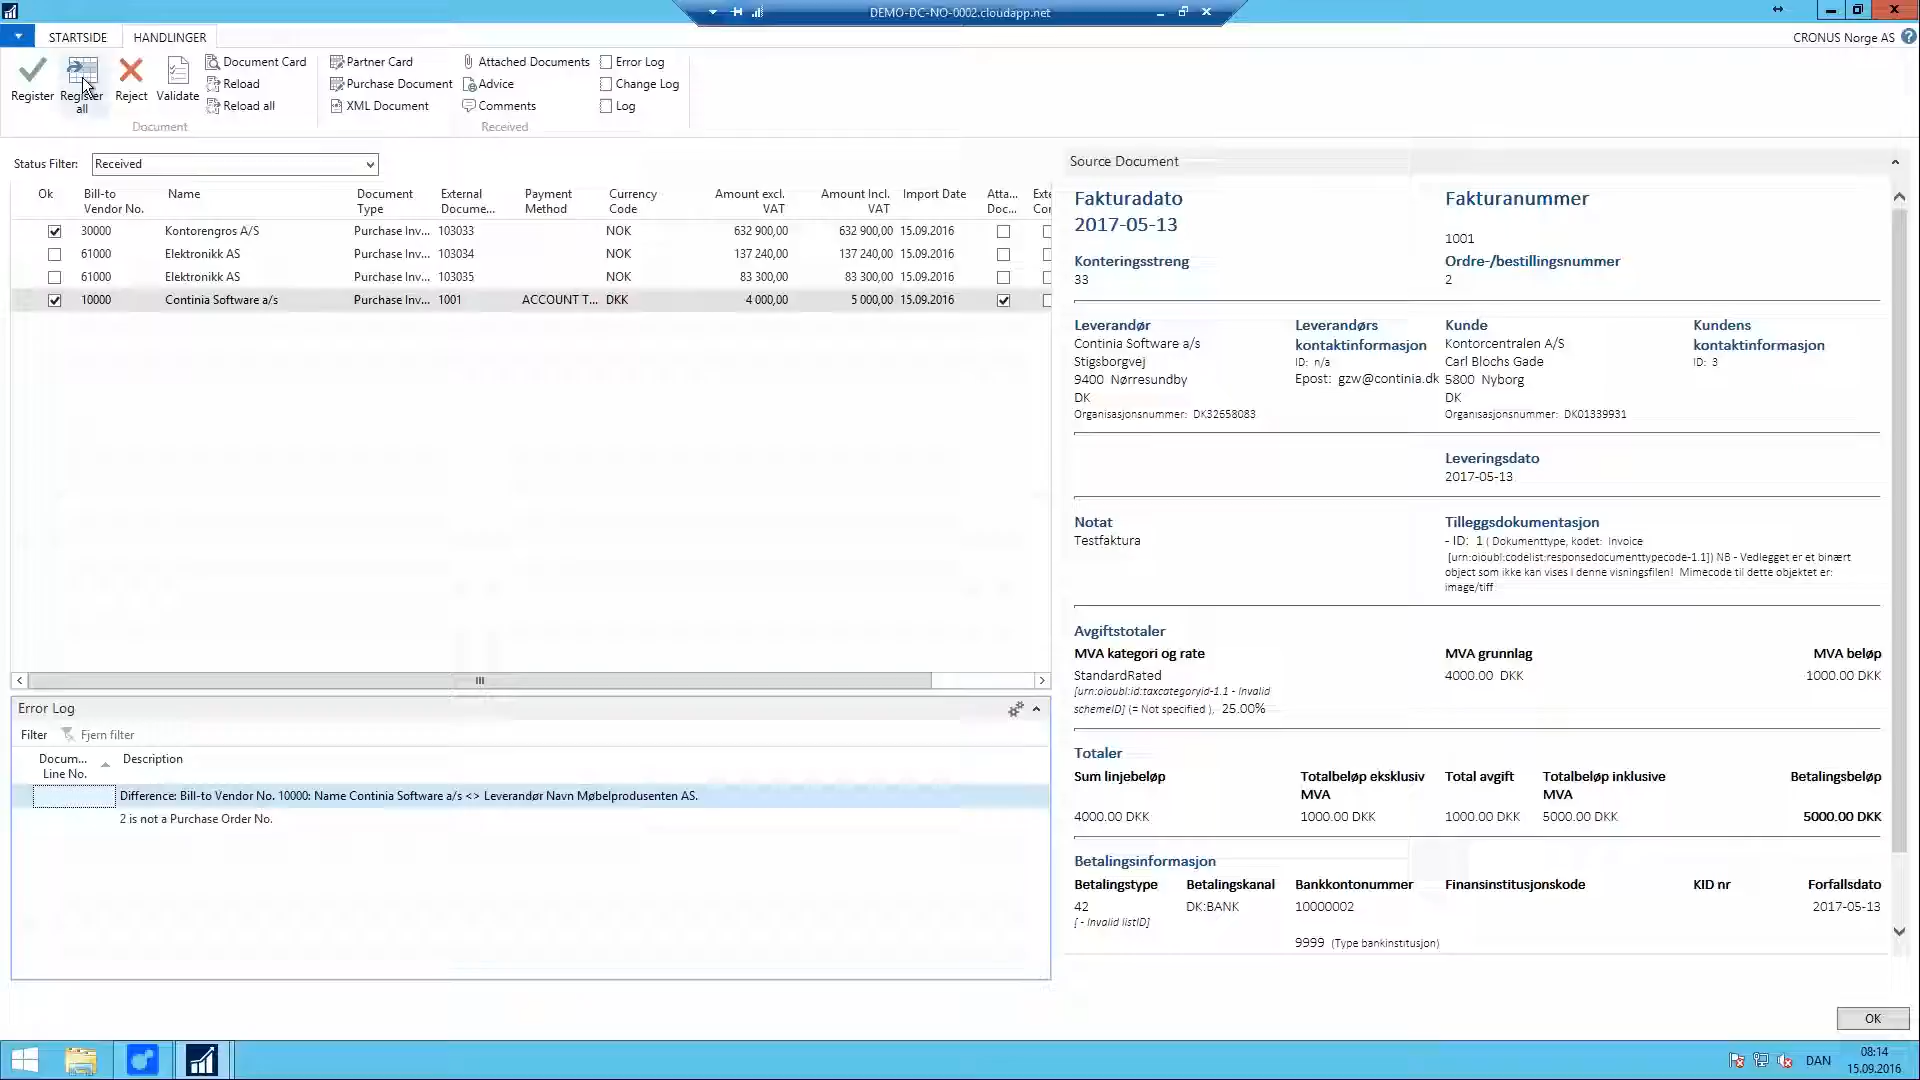 DEMO-DC-NO-0002.cloudapp.net
STARTSIDE
HANDLINGER
CRONUS Norge AS
Register
Register all
Reject
Validate
Document Card
Reload
Reload all
Document
Partner Card
Purchase Document
XML Document
Attached Documents
Advice
Comments
Received
Error Log
Change Log
Log
Status Filter:
Received
Ok
Bill-to Vendor No.
Name
Document Type
External Docume...
Payment Method
Currency Code
Amount excl. VAT
Amount Incl. VAT
Import Date
Atta... Doc...
Exte Cor
30000 Kontorengros A/S Purchase Inv... 103033 NOK 632 900,00 632 900,00 15.09.2016
61000 Elektronikk AS Purchase Inv... 103034 NOK 137 240,00 137 240,00 15.09.2016
61000 Elektronikk AS Purchase Inv... 103035 NOK 83 300,00 83 300,00 15.09.2016
10000 Continia Software a/s Purchase Inv... 1001 ACCOUNT T... DKK 4 000,00 5 000,00 15.09.2016
Error Log
Filter
Fjern filter
Docum... Line No.
Description
Difference: Bill-to Vendor No. 10000: Name Continia Software a/s <> Leverandør Navn Møbelprodusenten AS.
2 is not a Purchase Order No.
Source Document
Fakturadato
2017-05-13
Fakturanummer
1001
Konteringsstreng
33
Ordre-/bestillingsnummer
2
Leverandør
Continia Software a/s
Stigsborgvej
9400 Nørresundby
DK
Organisasjonsnummer: DK32658083
Leverandørs
kontaktinformasjon
ID: n/a
Epost: gzw@continia.dk
Kunde
Kontorcentralen A/S
Carl Blochs Gade
5800 Nyborg
DK
Organisasjonsnummer: DK01339931
Kundens
kontaktinformasjon
ID: 3
Leveringsdato
2017-05-13
Notat
Testfaktura
Tilleggsdokumentasjon
- ID: 1 ( Dokumenttype, kodet: Invoice
[urn:oioubl:codelist:responsedocumenttypecode-1.1]) NB - Vedlegget er et binært
object som ikke kan vises i denne visningsfilen! Mimecode til dette objektet er:
image/tiff
Avgiftstotaler
MVA kategori og rate
MVA grunnlag
MVA beløp
StandardRated
4000.00 DKK
1000.00 DKK
[urn:oioubl:id:taxcategoryid-1.1 - Invalid
schemeID] (= Not specified ), 25.00%
Totaler
Sum linjebeløp
Totalbeløp eksklusiv MVA
Total avgift
Totalbeløp inklusive MVA
Betalingsbeløp
4000.00 DKK 1000.00 DKK 1000.00 DKK 5000.00 DKK 5000.00 DKK
Betalingsinformasjon
Betalingstype Betalingskanal Bankkontonummer Finansinstitusjonskode KID nr Forfallsdato
42 DK:BANK 10000002 2017-05-13
[ - Invalid listID]
9999 (Type bankinstitusjon)
OK
DAN
08:14
15.09.2016